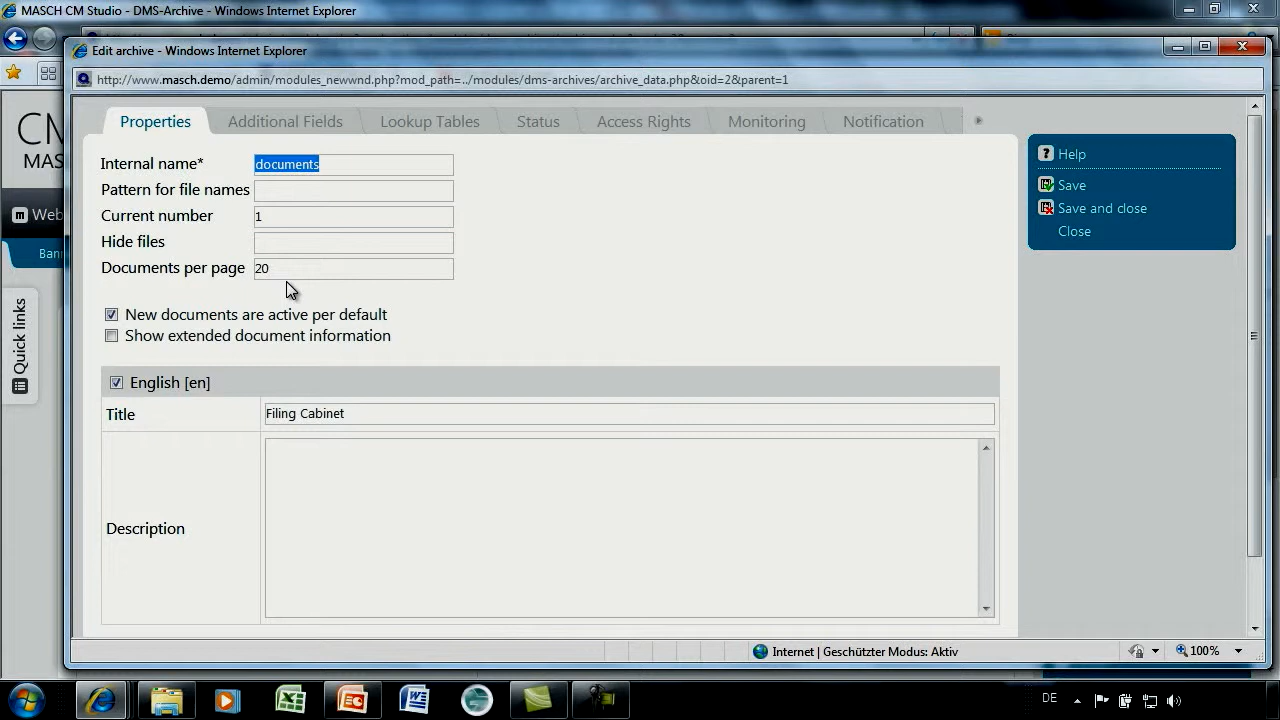 MASCH CM Studio - DMS-Archive - Windows Internet Explorer
Edit archive - Windows Internet Explorer
http://www.masch.demo/admin/modules_newwnd.php?mod_path=../modules/dms-archives/archive_data.php&oid=2&parent=1
CM
MAS
Web
Bann
Quick links
Properties
Additional Fields
Lookup Tables
Status
Access Rights
Monitoring
Notification
Internal name* documents
Pattern for file names
Current number 1
Hide files
Documents per page 20
New documents are active per default
Show extended document information
English [en]
Title Filing Cabinet
Description
Help
Save
Save and close
Close
Internet | Geschützter Modus: Aktiv
100%
DE